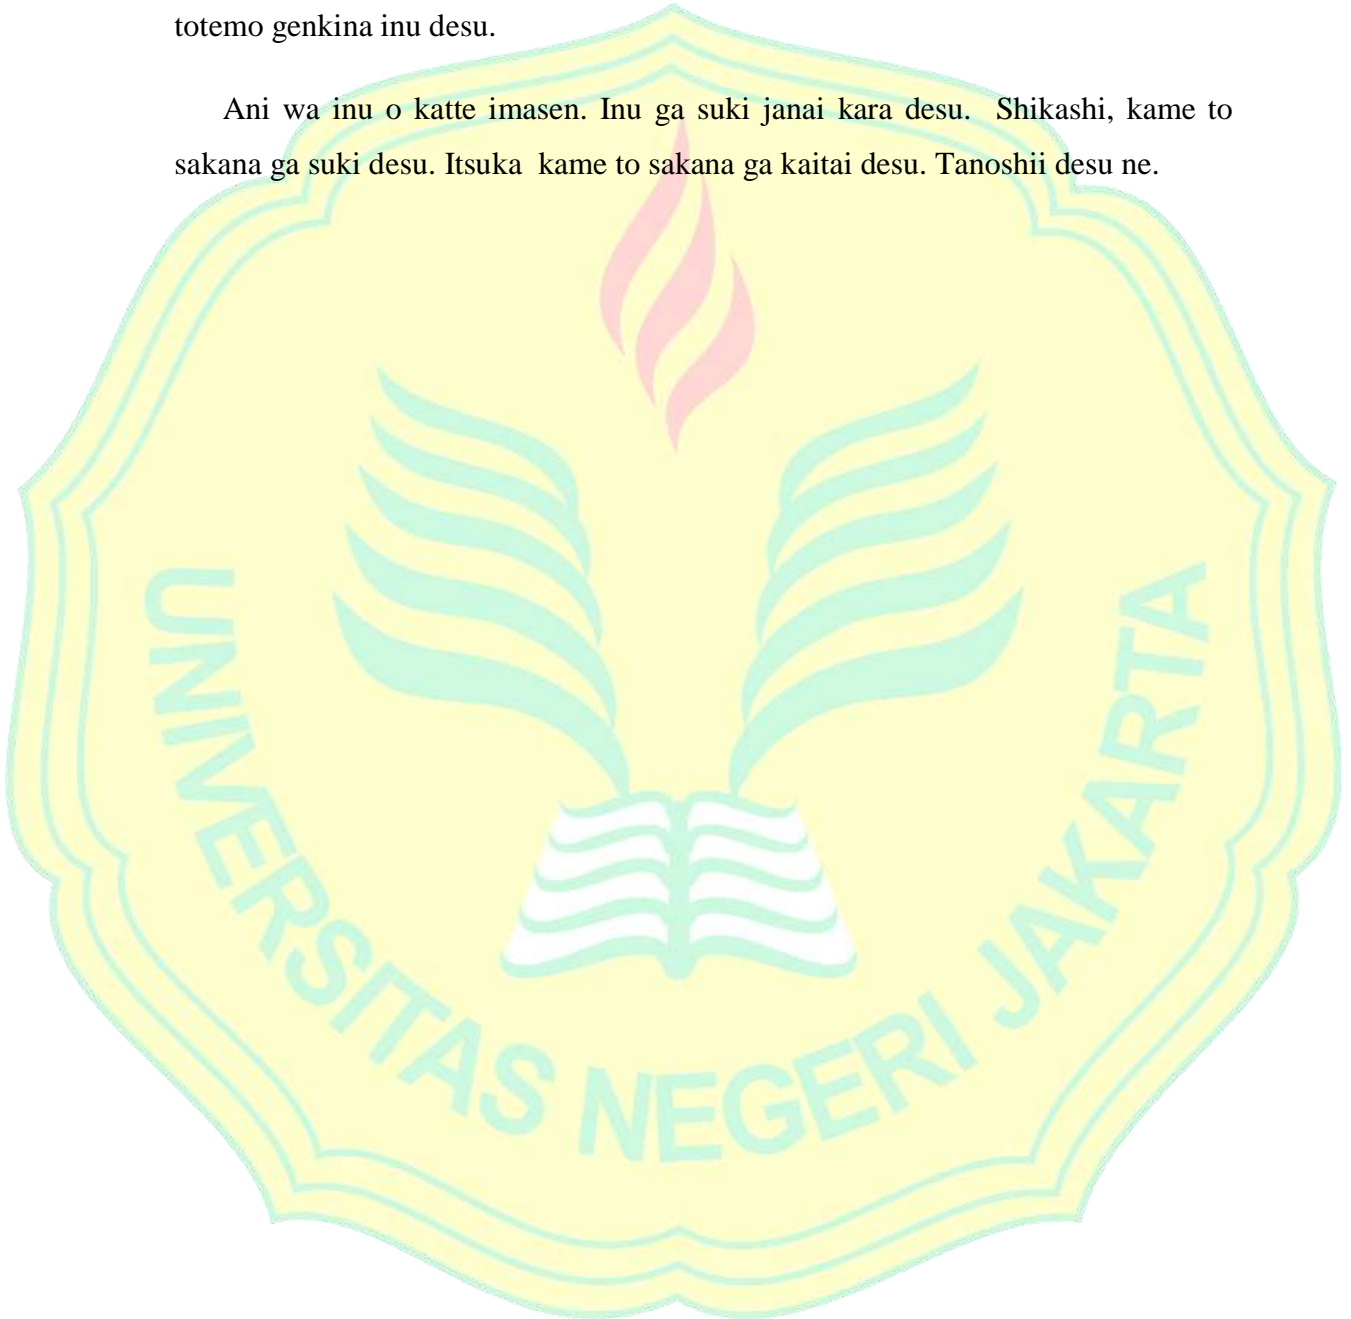 totemo genkina inu desu.
Ani wa inu o katte imasen. Inu ga suki janai kara desu. Shikashi, kame to
sakana ga suki desu. Itsuka kame to sakana ga kaitai desu. Tanoshii desu ne.
UNIVERSITAS NEGERI JAKARTA